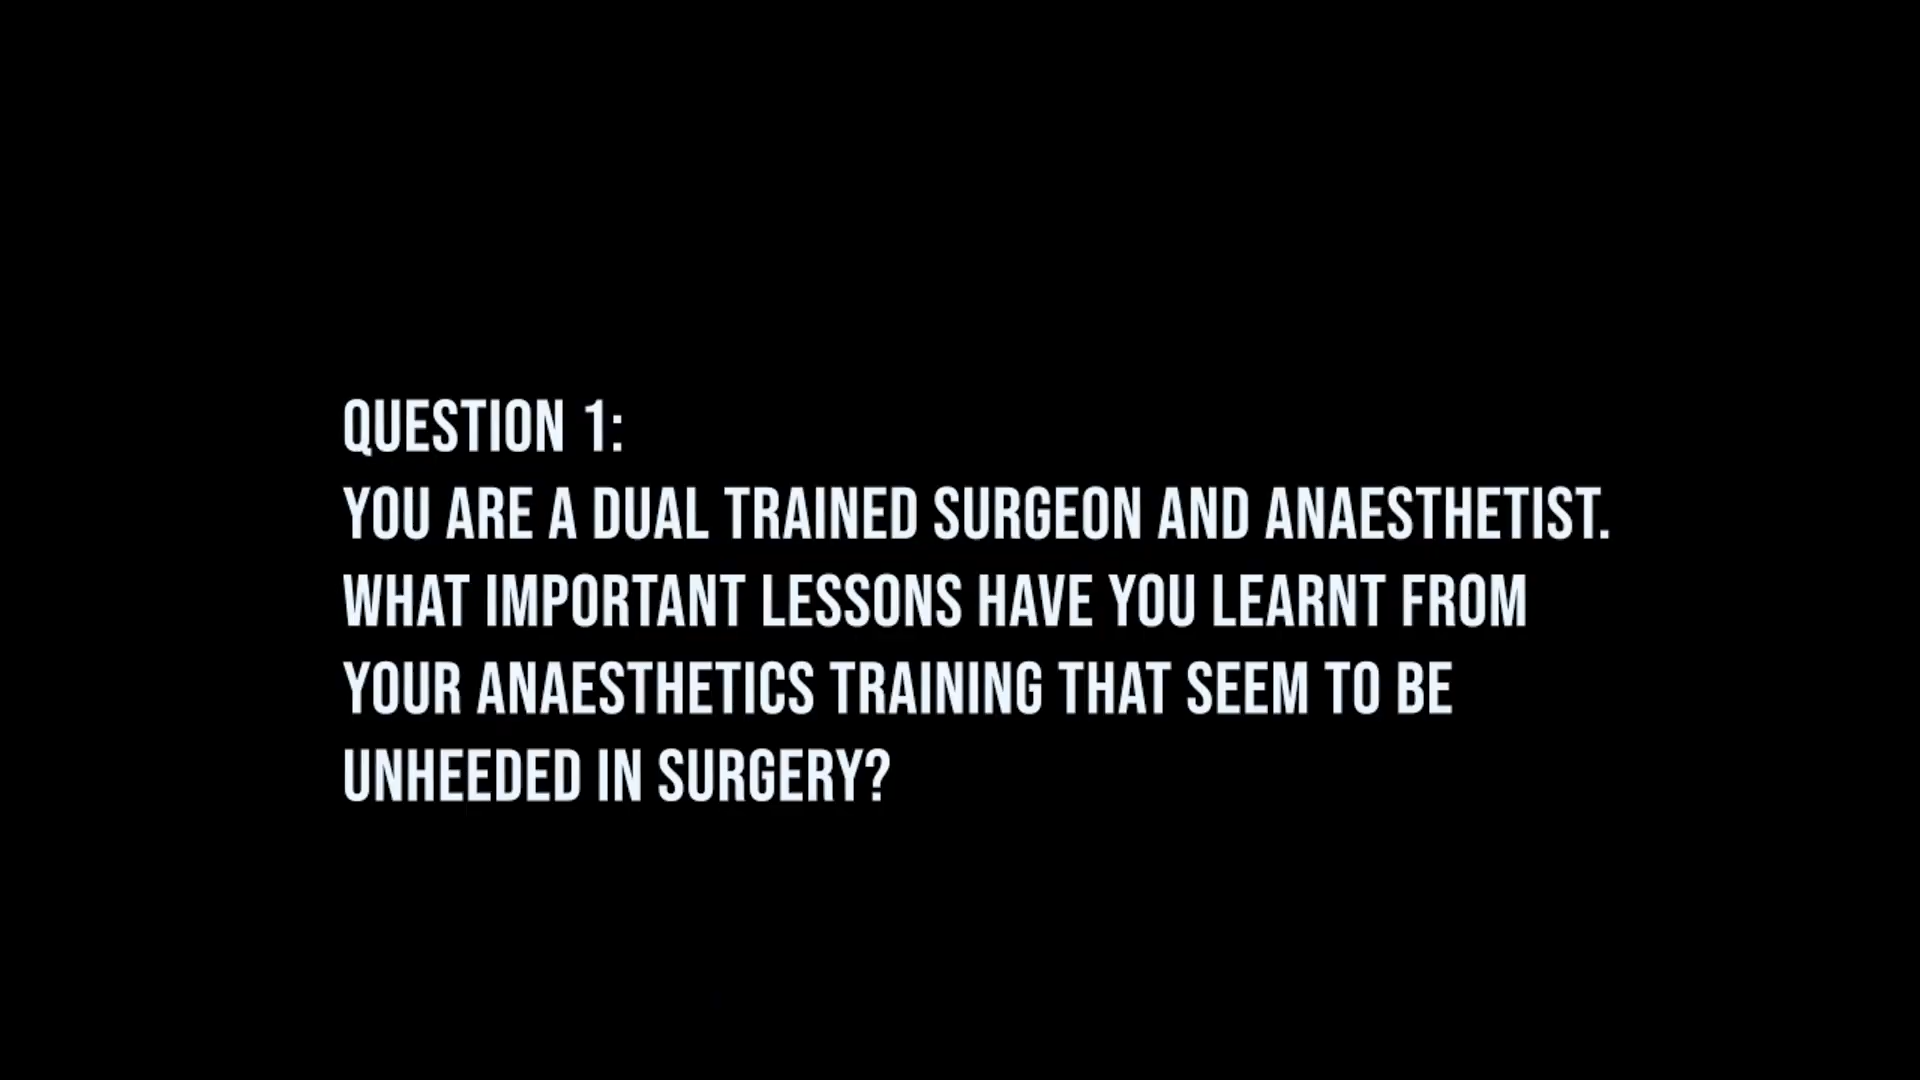 QUESTION 1:
YOU ARE A DUAL TRAINED SURGEON AND ANAESTHETIST.
WHAT IMPORTANT LESSONS HAVE YOU LEARNT FROM
YOUR ANAESTHETICS TRAINING THAT SEEM TO BE
UNHEEDED IN SURGERY?